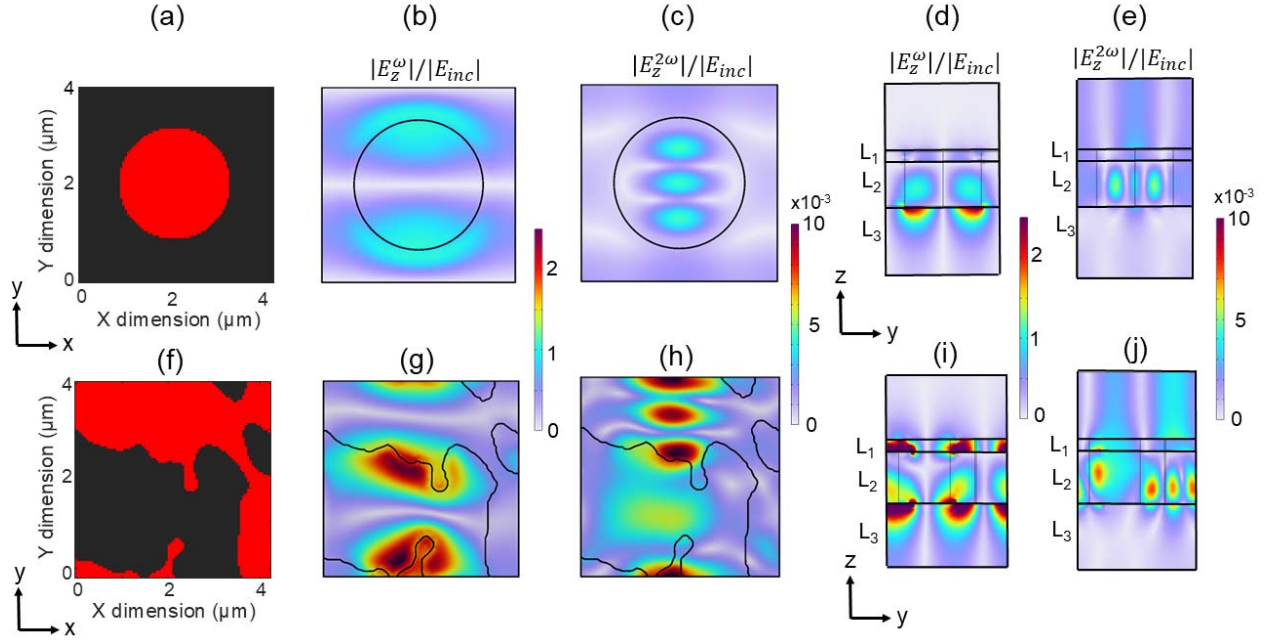 (a)
(b)
(c)
(d)
(e)
|E_z^ω|/|E_inc|
|E_z^2ω|/|E_inc|
|E_z^ω|/|E_inc|
|E_z^2ω|/|E_inc|
Y dimension (µm)
4
2
0
0
2
4
X dimension (µm)
y
x
2
1
0
x10⁻³
10
5
0
L₁
L₂
L₃
z
y
2
1
0
L₁
L₂
L₃
x10⁻³
10
5
0
(f)
(g)
(h)
(i)
(j)
Y dimension (µm)
4
2
0
0
2
4
X dimension (µm)
y
x
L₁
L₂
L₃
z
y
L₁
L₂
L₃